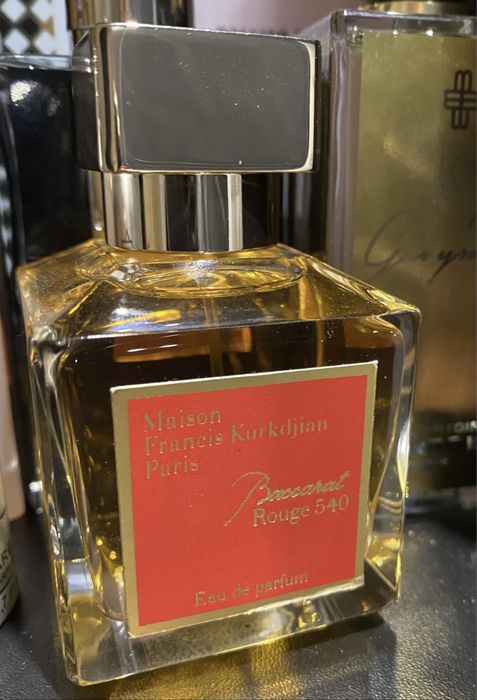 Maison
Francis Kurkdjian
Paris
Baccarat
Rouge 540
Eau de parfum